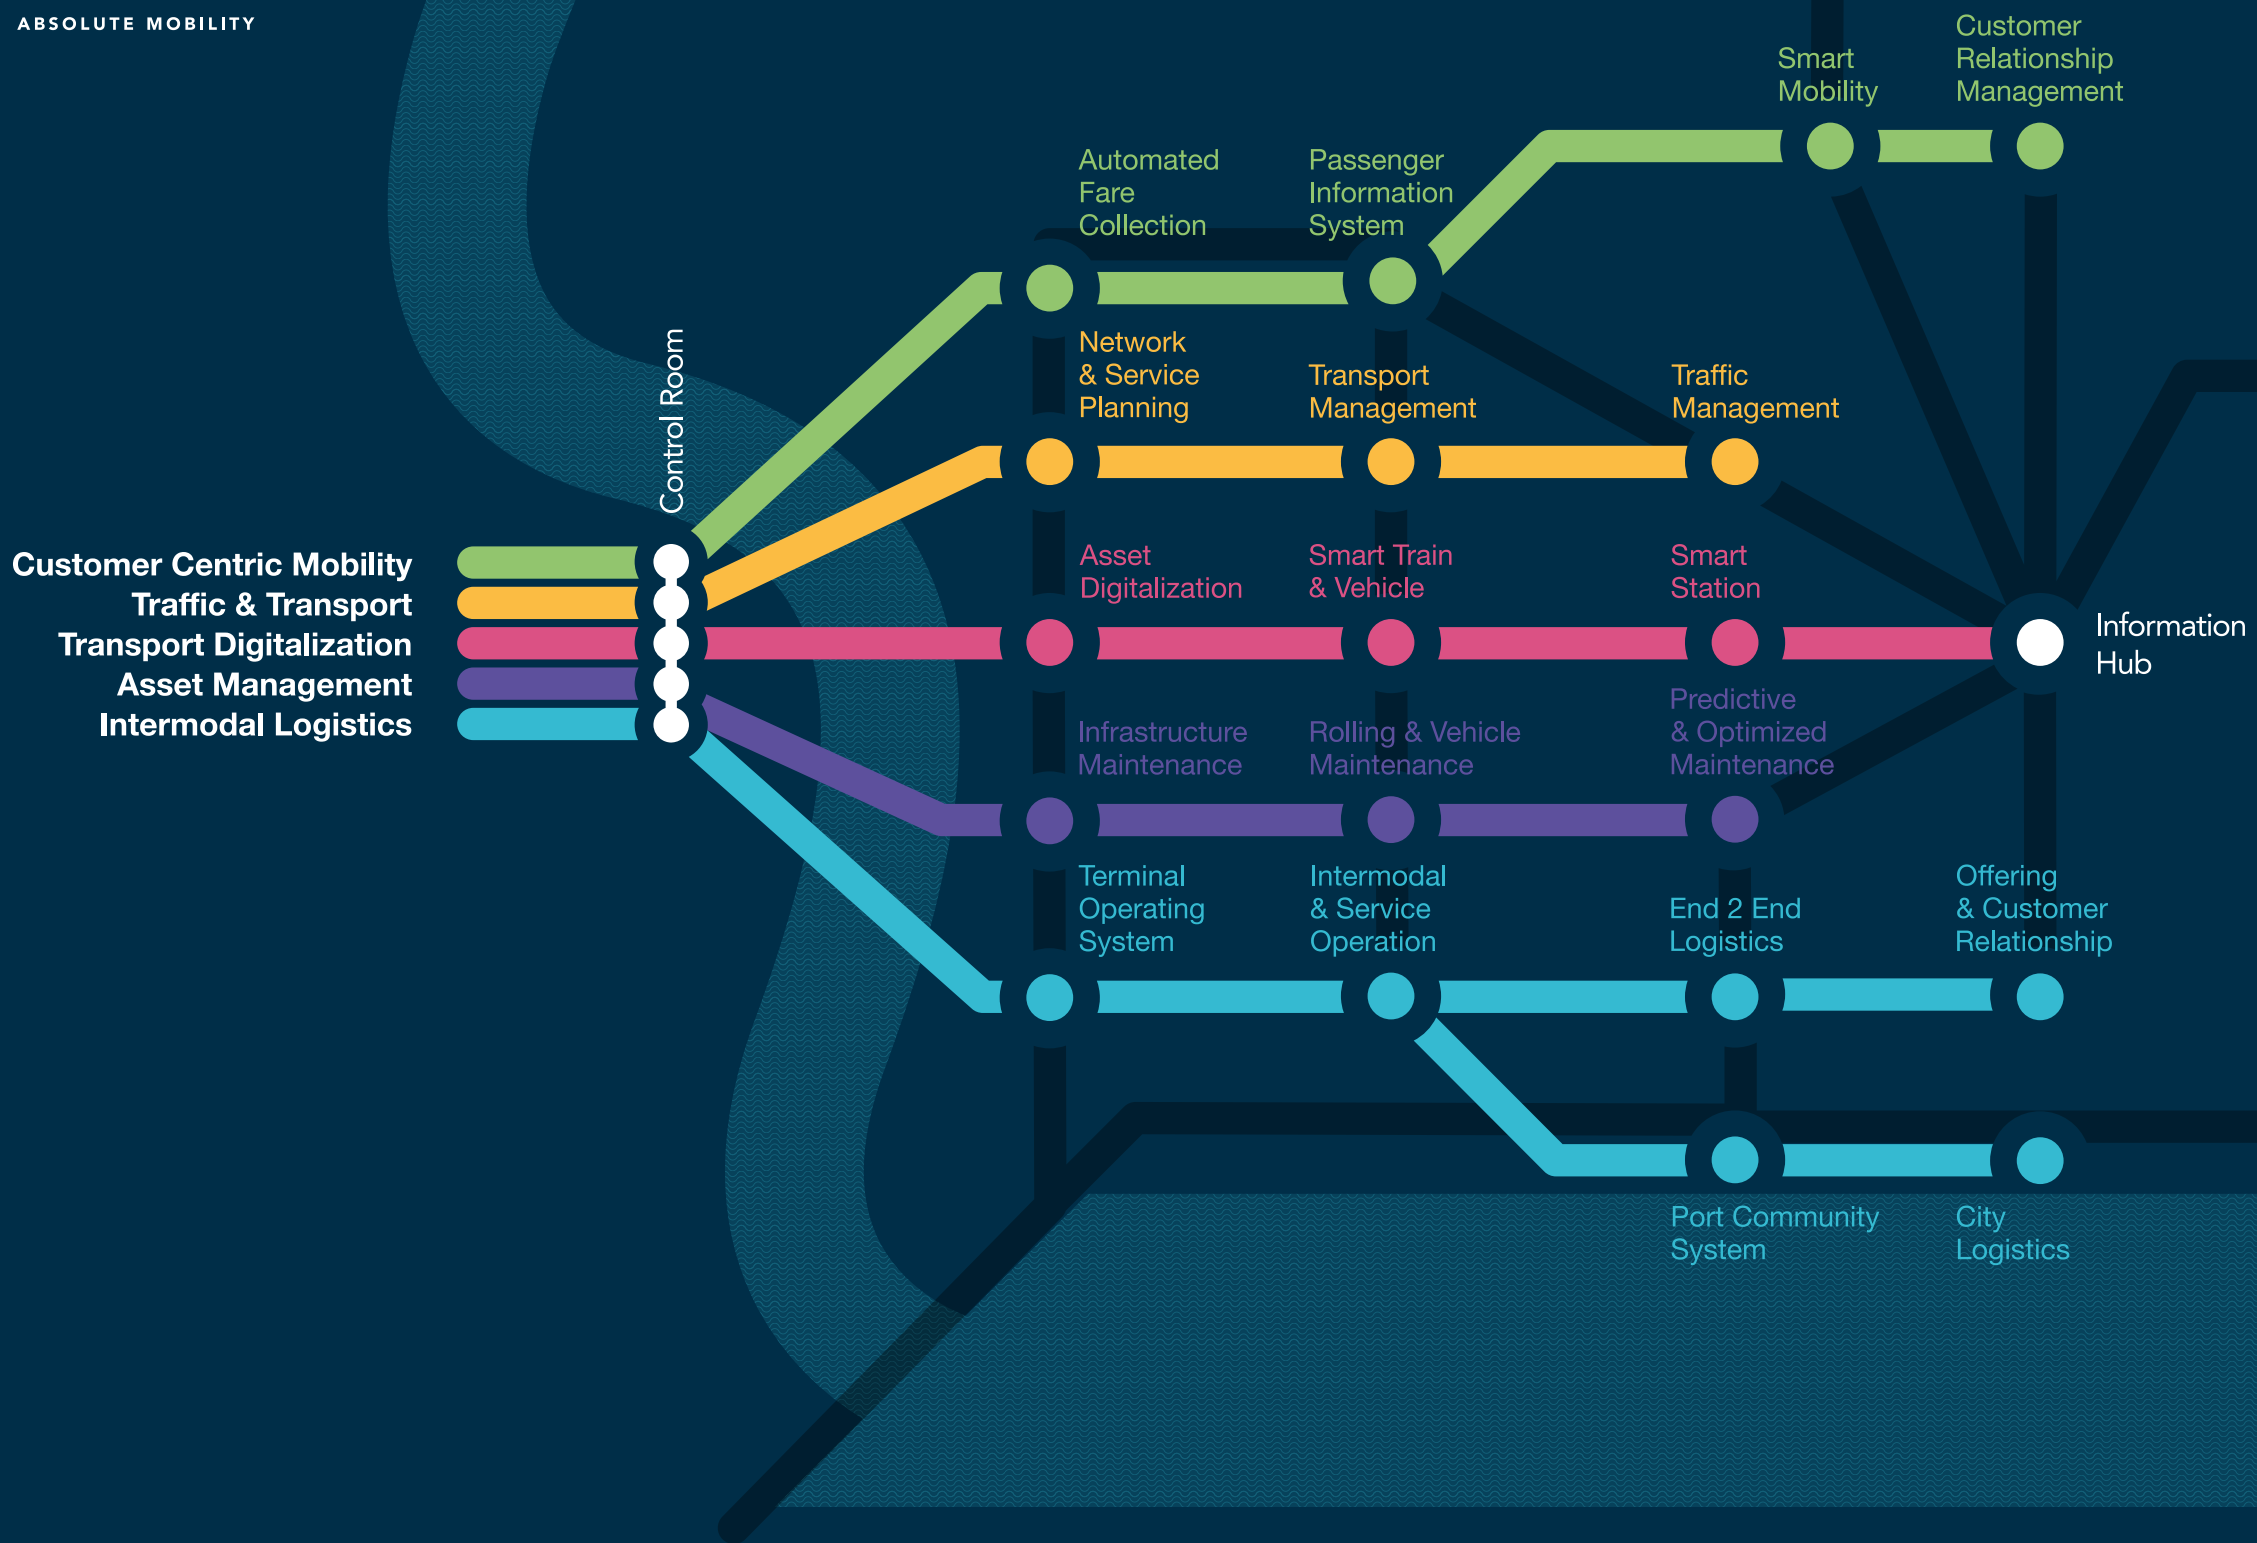 ABSOLUTE MOBILITY
Customer
Relationship
Management
Smart
Mobility
Automated
Fare
Collection
Passenger
Information
System
Control Room
Network
& Service
Planning
Transport
Management
Traffic
Management
Customer Centric Mobility
Traffic & Transport
Transport Digitalization
Asset Management
Intermodal Logistics
Asset
Digitalization
Smart Train
& Vehicle
Smart
Station
Information
Hub
Infrastructure
Maintenance
Rolling & Vehicle
Maintenance
Predictive
& Optimized
Maintenance
Terminal
Operating
System
Intermodal
& Service
Operation
End 2 End
Logistics
Offering
& Customer
Relationship
Port Community
System
City
Logistics